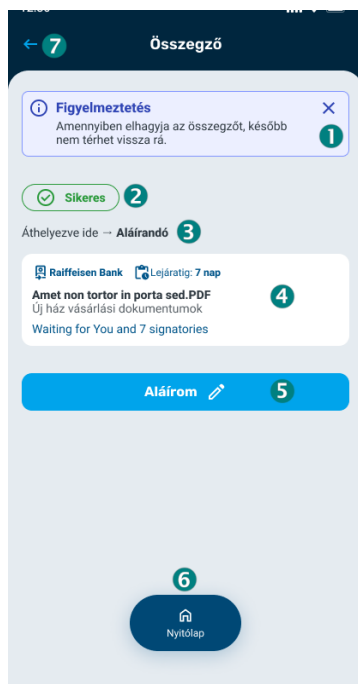 ← 7 Összegző
Figyelmeztetés
Amennyiben elhagyja az összegzőt, később
nem térhet vissza rá.
1
Sikeres 2
Áthelyezve ide → Aláírandó 3
Raiffeisen Bank Lejáratig: 7 nap
Amet non tortor in porta sed.PDF 4
Új ház vásárlási dokumentumok
Waiting for You and 7 signatories
Aláírom 5
6
Nyitólap